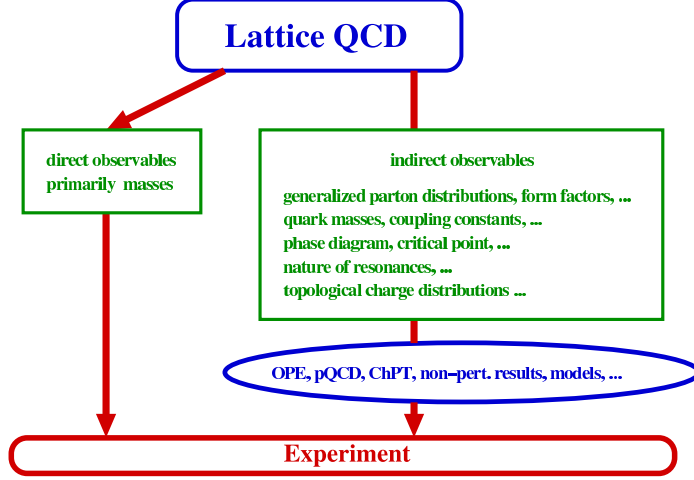 Lattice QCD
direct observables
primarily masses
indirect observables
generalized parton distributions, form factors, ...
quark masses, coupling constants, ...
phase diagram, critical point, ...
nature of resonances, ...
topological charge distributions ...
OPE, pQCD, ChPT, non-pert. results, models, ...
Experiment